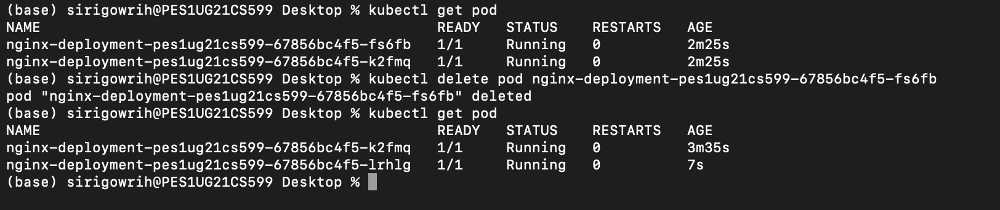 (base) sirigowrih@PES1UG21CS599 Desktop % kubectl get pod
NAME READY STATUS RESTARTS AGE
nginx-deployment-pes1ug21cs599-67856bc4f5-fs6fb 1/1 Running 0 2m25s
nginx-deployment-pes1ug21cs599-67856bc4f5-k2fmq 1/1 Running 0 2m25s
(base) sirigowrih@PES1UG21CS599 Desktop % kubectl delete pod nginx-deployment-pes1ug21cs599-67856bc4f5-fs6fb
pod "nginx-deployment-pes1ug21cs599-67856bc4f5-fs6fb" deleted
(base) sirigowrih@PES1UG21CS599 Desktop % kubectl get pod
NAME READY STATUS RESTARTS AGE
nginx-deployment-pes1ug21cs599-67856bc4f5-k2fmq 1/1 Running 0 3m35s
nginx-deployment-pes1ug21cs599-67856bc4f5-lrhlg 1/1 Running 0 7s
(base) sirigowrih@PES1UG21CS599 Desktop %